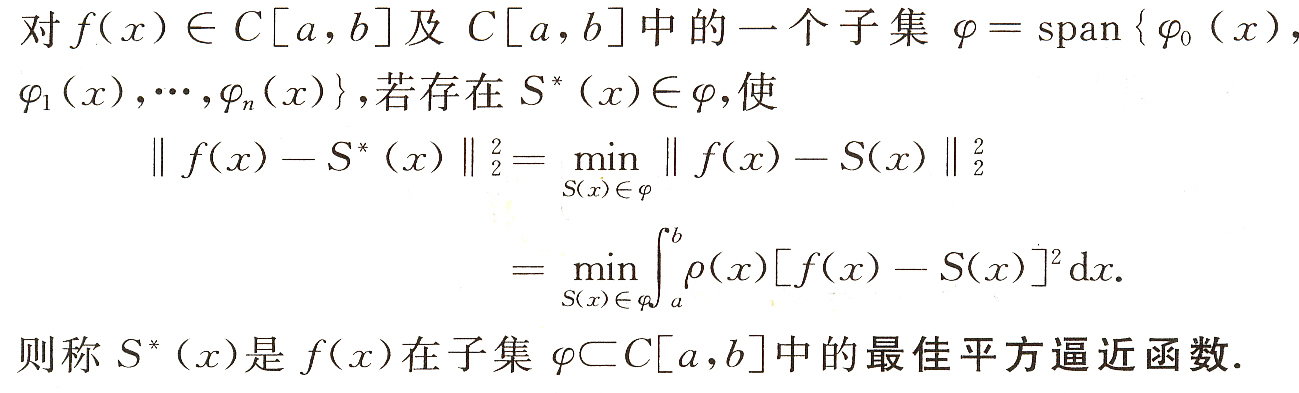 对 f(x) ∈ C[a, b] 及 C[a, b] 中的一个子集 φ = span{φ₀(x),
φ₁(x),⋯,φₙ(x)},若存在 S*(x)∈φ,使
‖ f(x) − S*(x) ‖²₂ = min_{S(x)∈φ} ‖ f(x) − S(x) ‖²₂
= min_{S(x)∈φ} ∫ₐᵇ ρ(x)[f(x) − S(x)]² dx.
则称 S*(x)是 f(x)在子集 φ⊂C[a,b]中的最佳平方逼近函数.